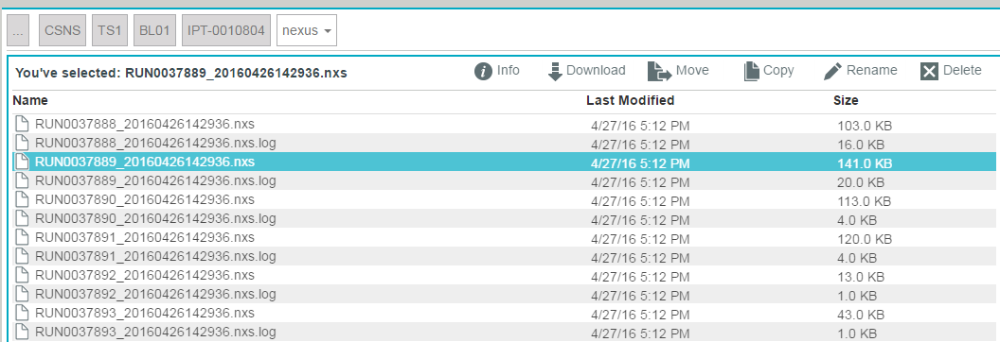 ... CSNS TS1 BL01 IPT-0010804 nexus
You've selected: RUN0037889_20160426142936.nxs Info Download Move Copy Rename Delete
Name Last Modified Size
RUN0037888_20160426142936.nxs 4/27/16 5:12 PM 103.0 KB
RUN0037888_20160426142936.nxs.log 4/27/16 5:12 PM 16.0 KB
RUN0037889_20160426142936.nxs 4/27/16 5:12 PM 141.0 KB
RUN0037889_20160426142936.nxs.log 4/27/16 5:12 PM 20.0 KB
RUN0037890_20160426142936.nxs 4/27/16 5:12 PM 113.0 KB
RUN0037890_20160426142936.nxs.log 4/27/16 5:12 PM 4.0 KB
RUN0037891_20160426142936.nxs 4/27/16 5:12 PM 120.0 KB
RUN0037891_20160426142936.nxs.log 4/27/16 5:12 PM 4.0 KB
RUN0037892_20160426142936.nxs 4/27/16 5:12 PM 13.0 KB
RUN0037892_20160426142936.nxs.log 4/27/16 5:12 PM 1.0 KB
RUN0037893_20160426142936.nxs 4/27/16 5:12 PM 43.0 KB
RUN0037893_20160426142936.nxs.log 4/27/16 5:12 PM 1.0 KB